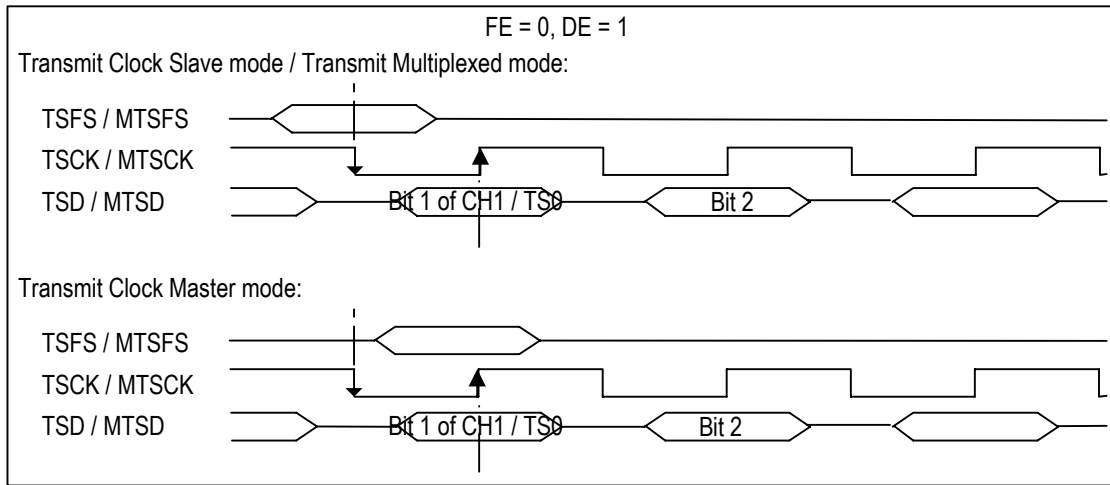 FE = 0, DE = 1
Transmit Clock Slave mode / Transmit Multiplexed mode:
TSFS / MTSFS
TSCK / MTSCK
TSD / MTSD
Bit 1 of CH1 / TS0
Bit 2
Transmit Clock Master mode:
TSFS / MTSFS
TSCK / MTSCK
TSD / MTSD
Bit 1 of CH1 / TS0
Bit 2